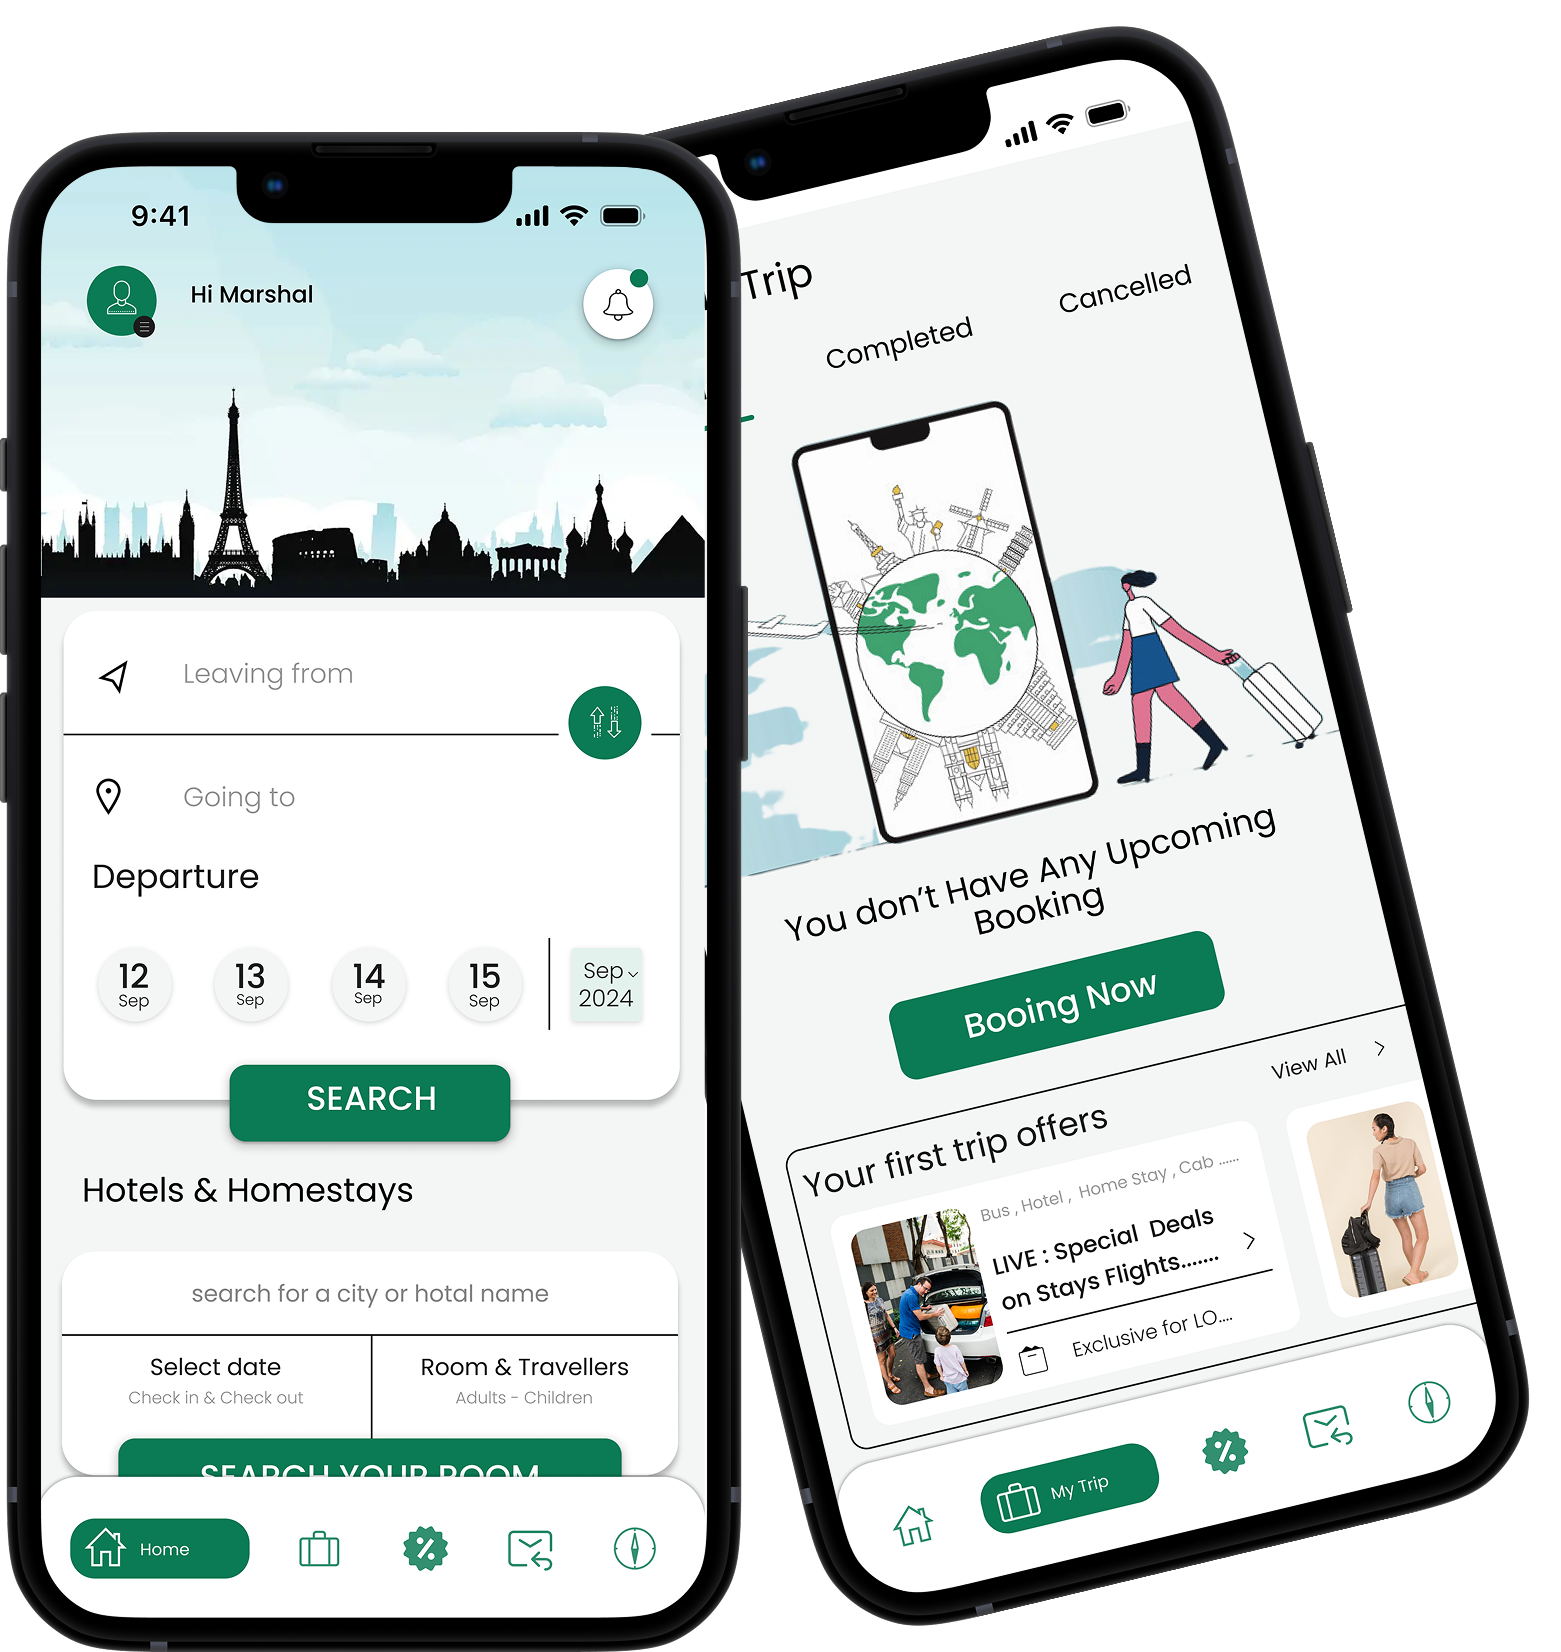 9:41
Hi Marshal
Leaving from
Going to
Departure
12
Sep
13
Sep
14
Sep
15
Sep
Sep
2024
SEARCH
Hotels & Homestays
search for a city or hotal name
Select date
Check in & Check out
Room & Travellers
Adults - Children
SEARCH YOUR ROOM
Home
Trip
Completed
Cancelled
You don't Have Any Upcoming
Booking
Booing Now
View All
Your first trip offers
Bus , Hotel , Home Stay , Cab ......
LIVE : Special Deals
on Stays Flights.......
Exclusive for LO....
My Trip